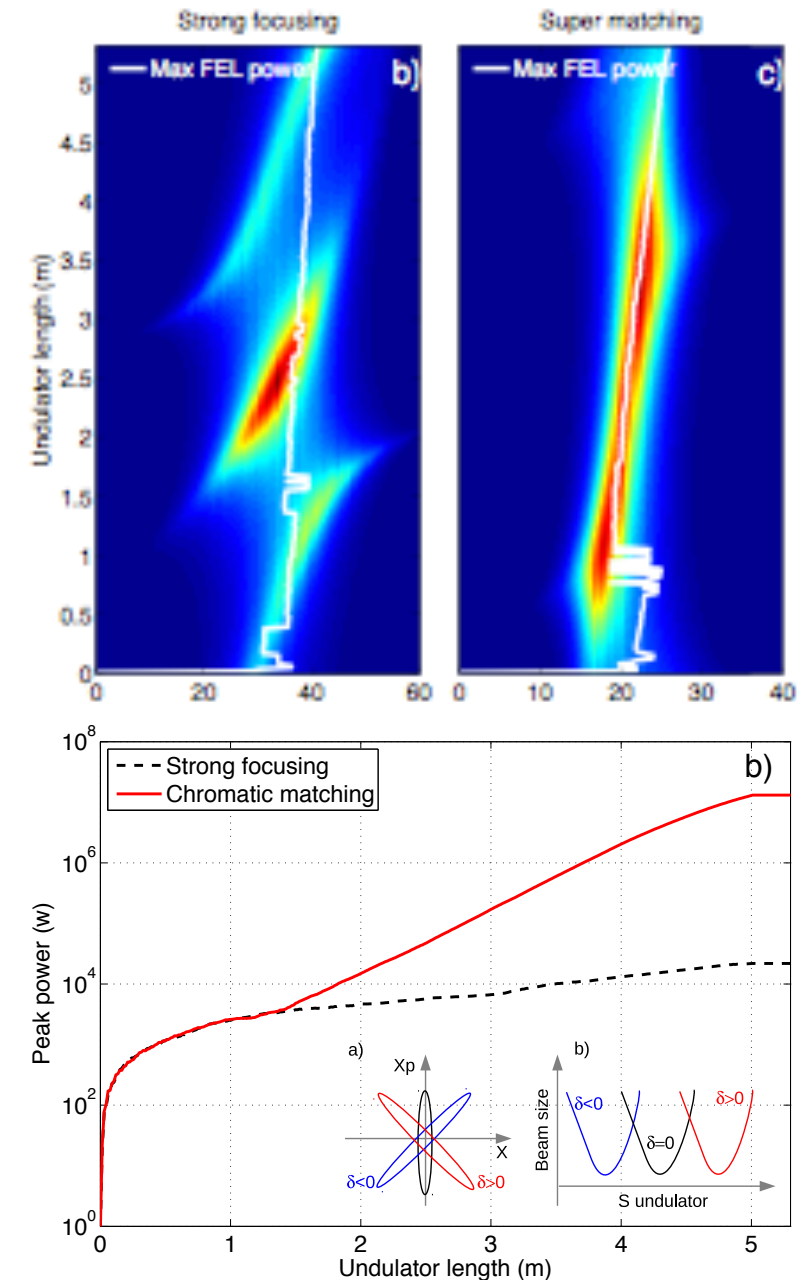 Strong focusing
Super matching
Max FEL power
b)
Max FEL power
c)
Undulator length (m)
5
4.5
4
3.5
3
2.5
2
1.5
1
0.5
0
0 20 40 60
0 10 20 30 40
Strong focusing
Chromatic matching
b)
Peak power (w)
10^8
10^6
10^4
10^2
10^0
a)
Xp
X
δ<0
δ>0
b)
Beam size
δ<0
δ=0
δ>0
S undulator
0 1 2 3 4 5
Undulator length (m)